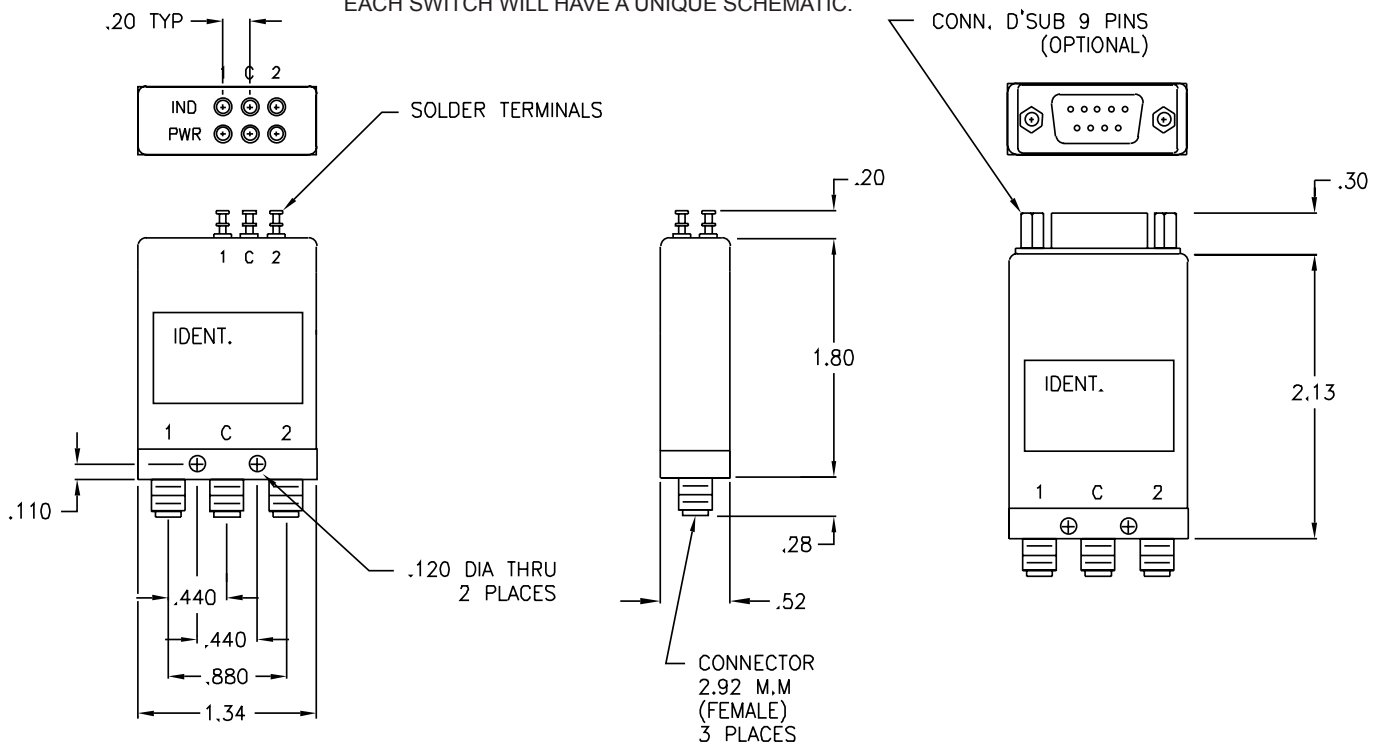 EACH SWITCH WILL HAVE A UNIQUE SCHEMATIC.
.20 TYP
1 C 2
IND
PWR
SOLDER TERMINALS
1 C 2
IDENT.
1 C 2
.110
.120 DIA THRU
2 PLACES
.440
.440
.880
1.34
.20
1.80
.28
.52
CONNECTOR
2.92 M.M
(FEMALE)
3 PLACES
CONN. D'SUB 9 PINS
(OPTIONAL)
.30
IDENT.
2.13
1 C 2